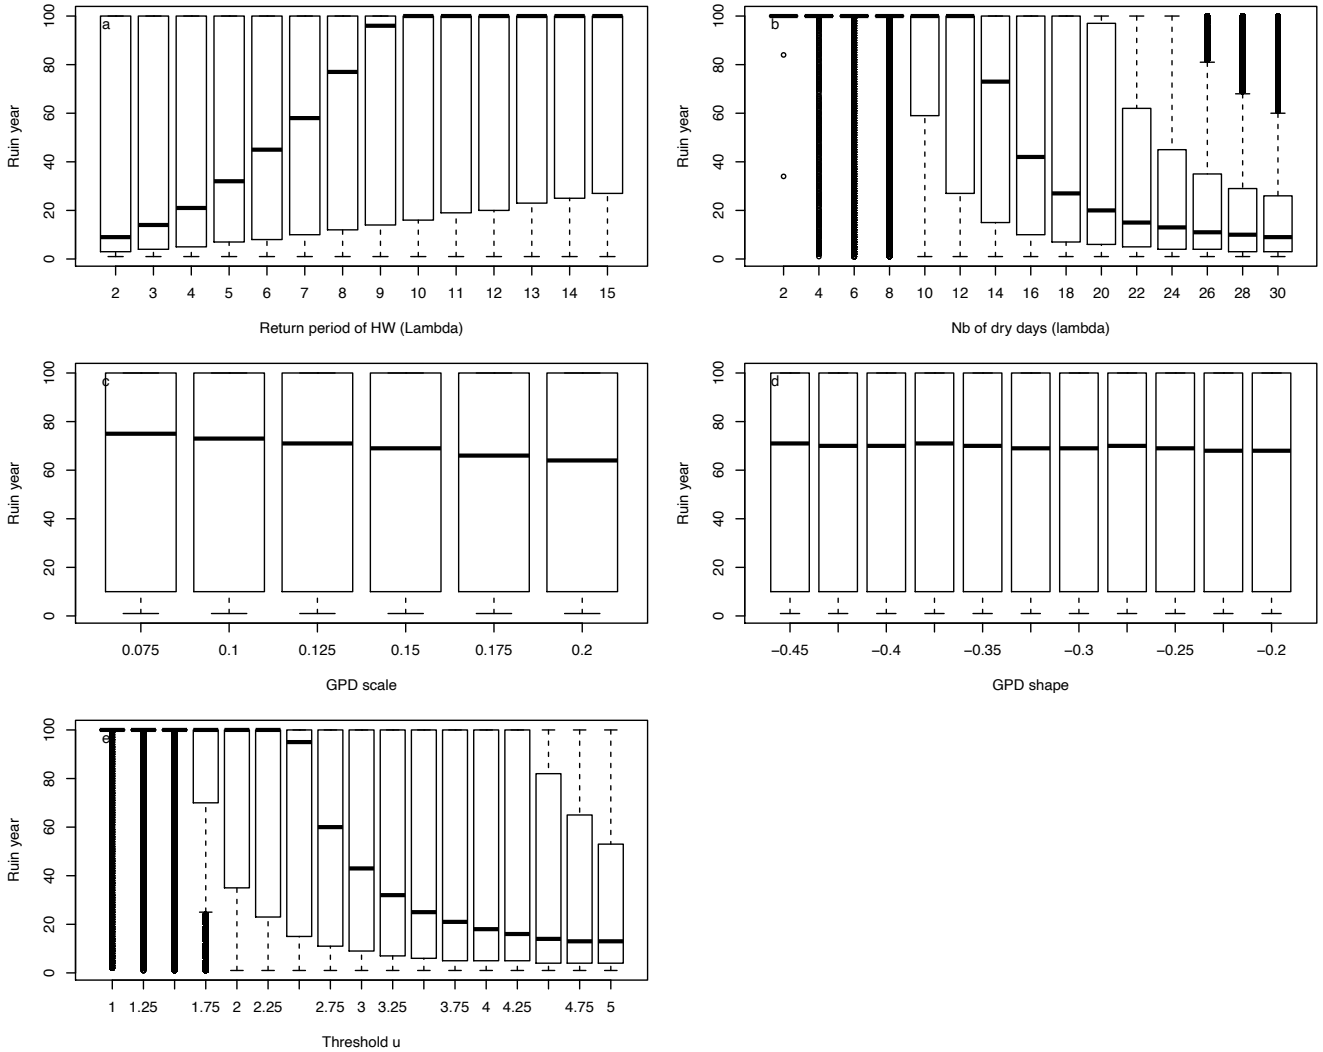 a
Ruin year
0 20 40 60 80 100
2 3 4 5 6 7 8 9 10 11 12 13 14 15
Return period of HW (Lambda)
b
Ruin year
0 20 40 60 80 100
2 4 6 8 10 12 14 16 18 20 22 24 26 28 30
Nb of dry days (lambda)
c
Ruin year
0 20 40 60 80 100
0.075 0.1 0.125 0.15 0.175 0.2
GPD scale
d
Ruin year
0 20 40 60 80 100
−0.45 −0.4 −0.35 −0.3 −0.25 −0.2
GPD shape
e
Ruin year
0 20 40 60 80 100
1 1.25 1.75 2 2.25 2.75 3 3.25 3.75 4 4.25 4.75 5
Threshold u